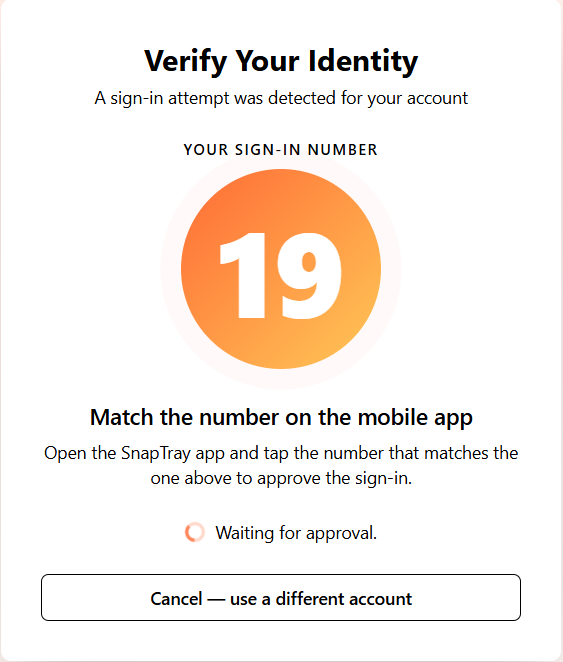 Verify Your Identity
A sign-in attempt was detected for your account
YOUR SIGN-IN NUMBER
19
Match the number on the mobile app
Open the SnapTray app and tap the number that matches the
one above to approve the sign-in.
Waiting for approval.
Cancel — use a different account